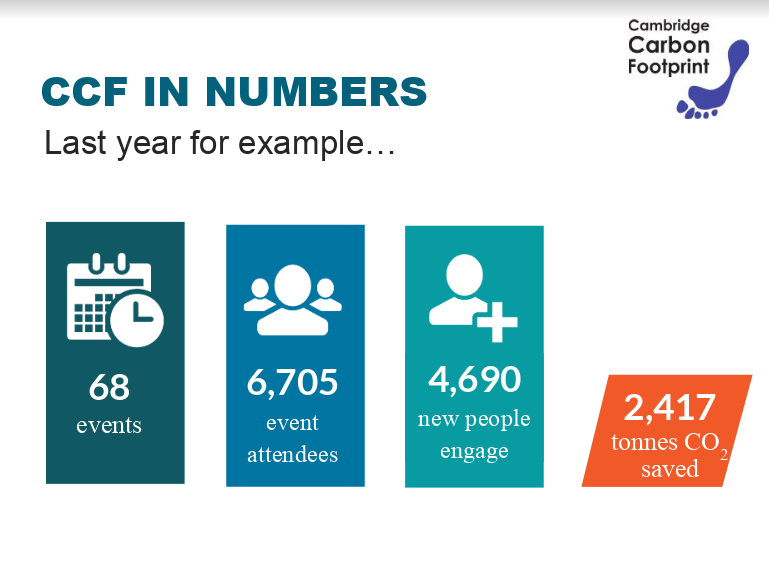 Cambridge
Carbon
Footprint
CCF IN NUMBERS
Last year for example…
68
events
6,705
event
attendees
4,690
new people
engage
2,417
tonnes CO₂
saved